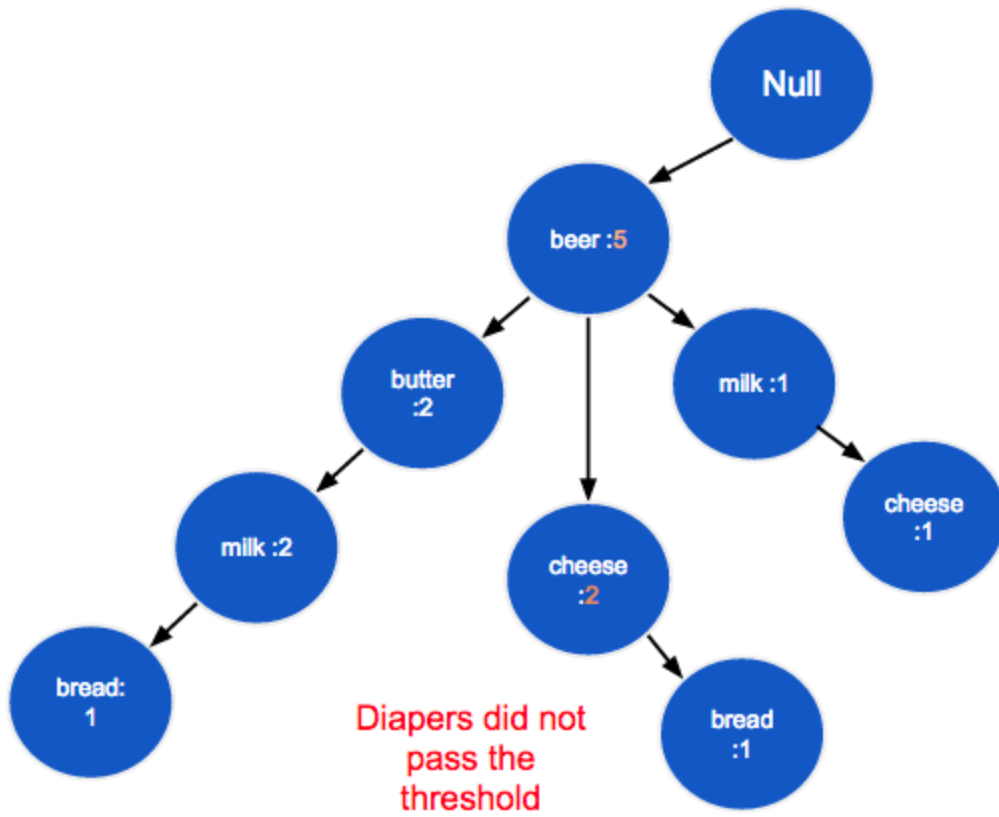 Null
beer :5
butter
:2
milk :1
cheese
:1
milk :2
cheese
:2
bread:
1
bread
:1
Diapers did not
pass the
threshold